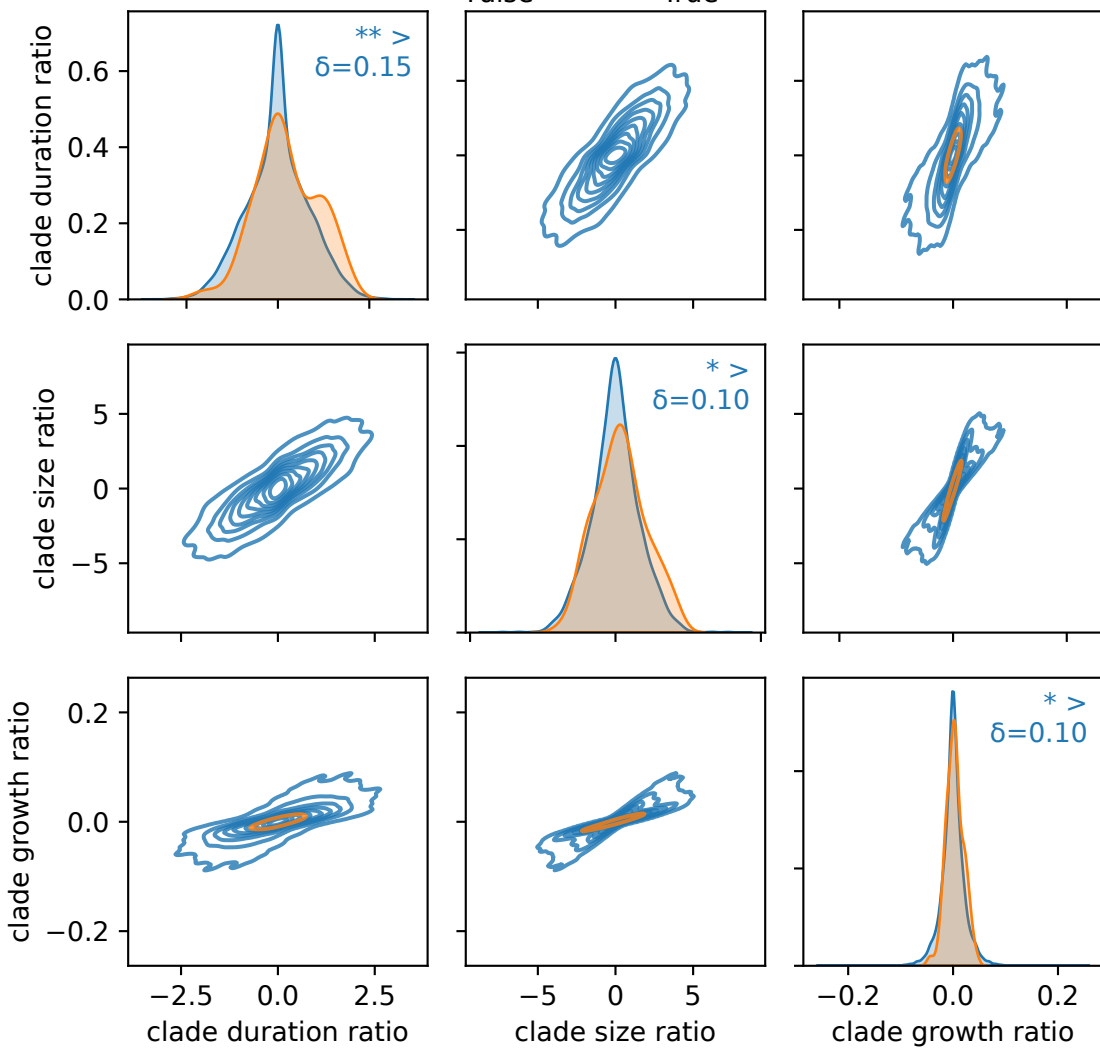 clade duration ratio
0.6
0.4
0.2
0.0
** >
δ=0.15
clade size ratio
5
0
−5
* >
δ=0.10
clade growth ratio
0.2
0.0
−0.2
* >
δ=0.10
−2.5 0.0 2.5
−5 0 5
−0.2 0.0 0.2
clade duration ratio
clade size ratio
clade growth ratio